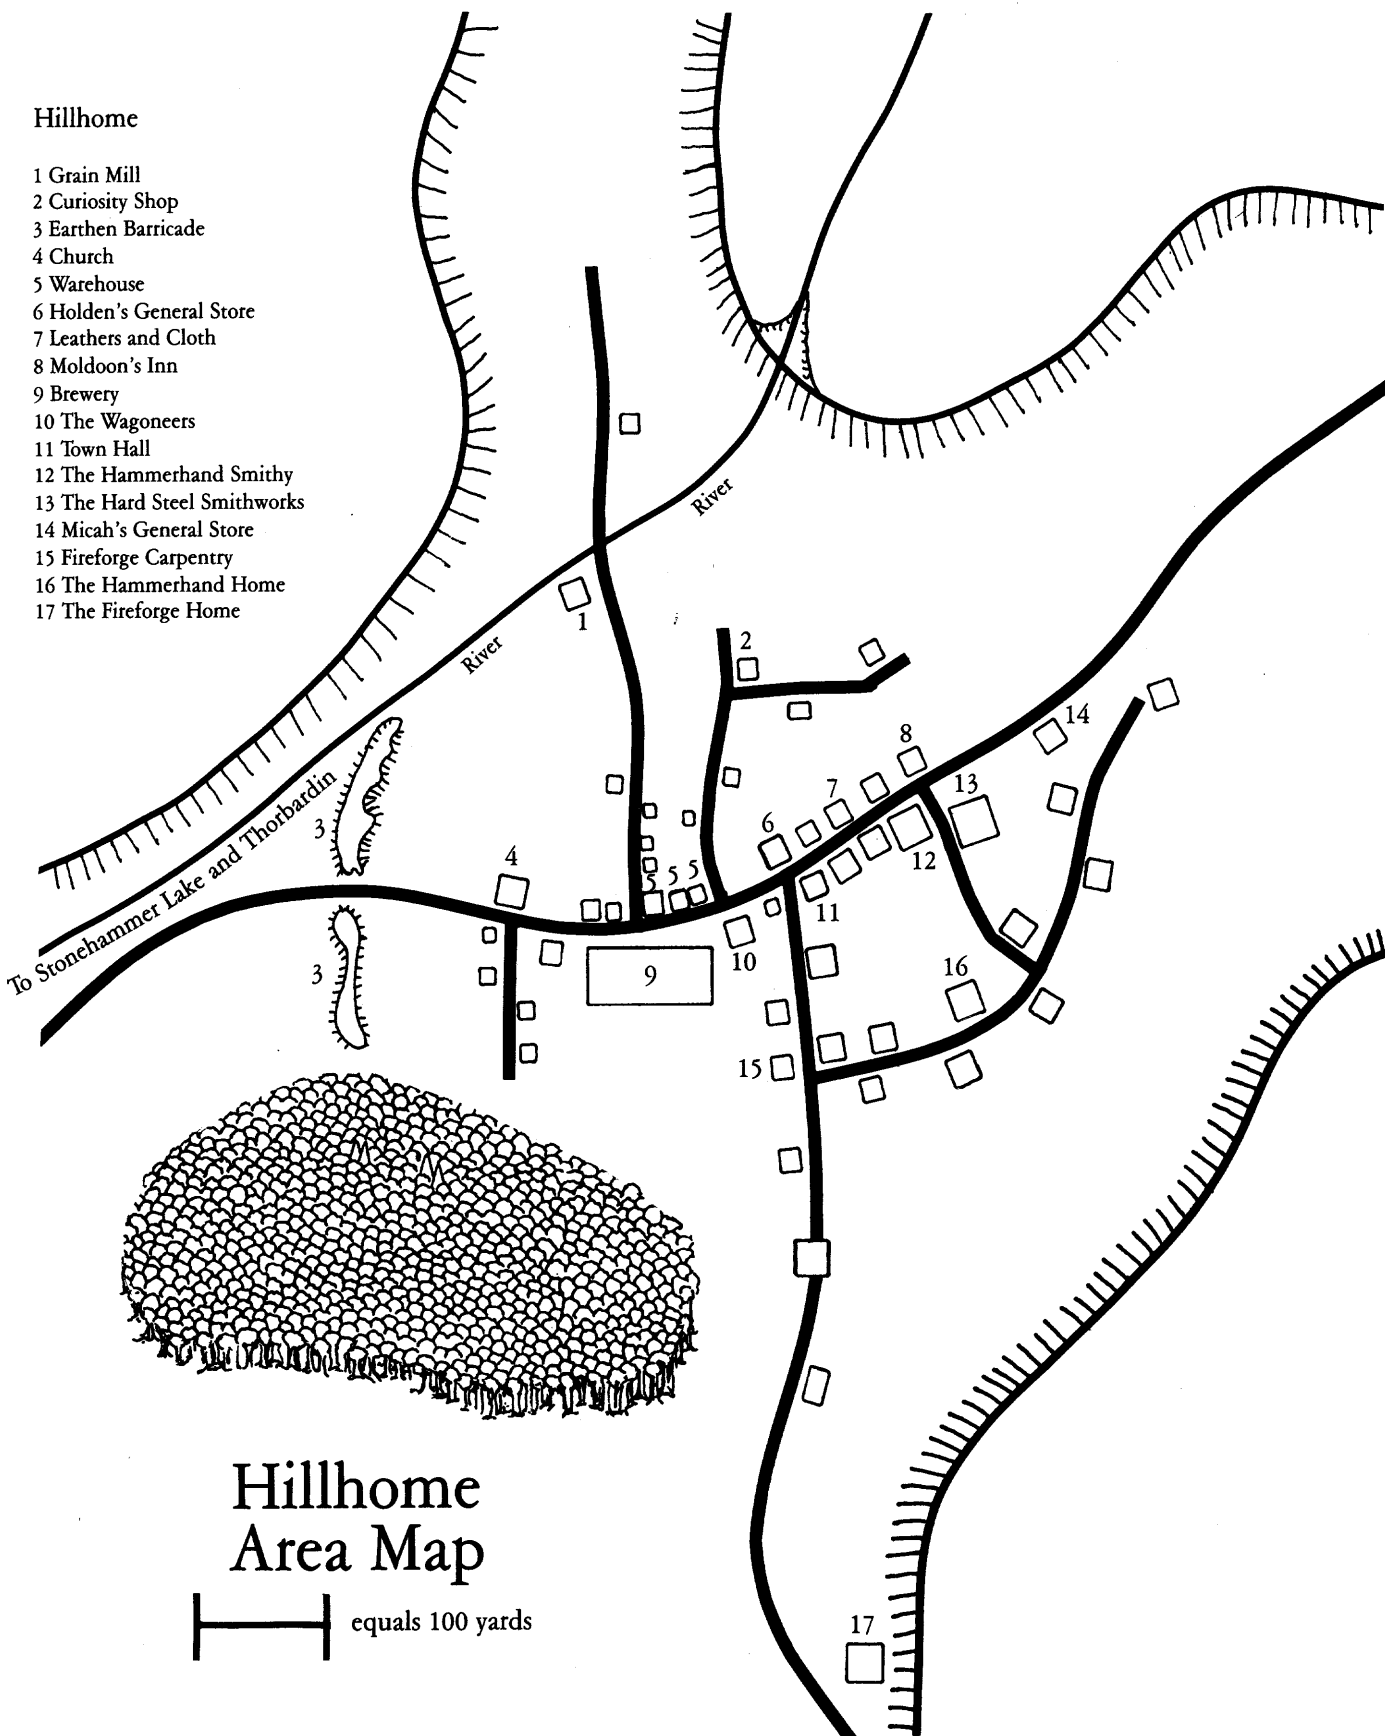 Hillhome
1 Grain Mill
2 Curiosity Shop
3 Earthen Barricade
4 Church
5 Warehouse
6 Holden's General Store
7 Leathers and Cloth
8 Moldoon's Inn
9 Brewery
10 The Wagoneers
11 Town Hall
12 The Hammerhand Smithy
13 The Hard Steel Smithworks
14 Micah's General Store
15 Fireforge Carpentry
16 The Hammerhand Home
17 The Fireforge Home
River
1
River
2
14
8
13
7
To Stonehammer Lake and Thorbardin
3
6
12
4
5
5
5
11
3
9
10
16
15
Hillhome
Area Map
equals 100 yards
17